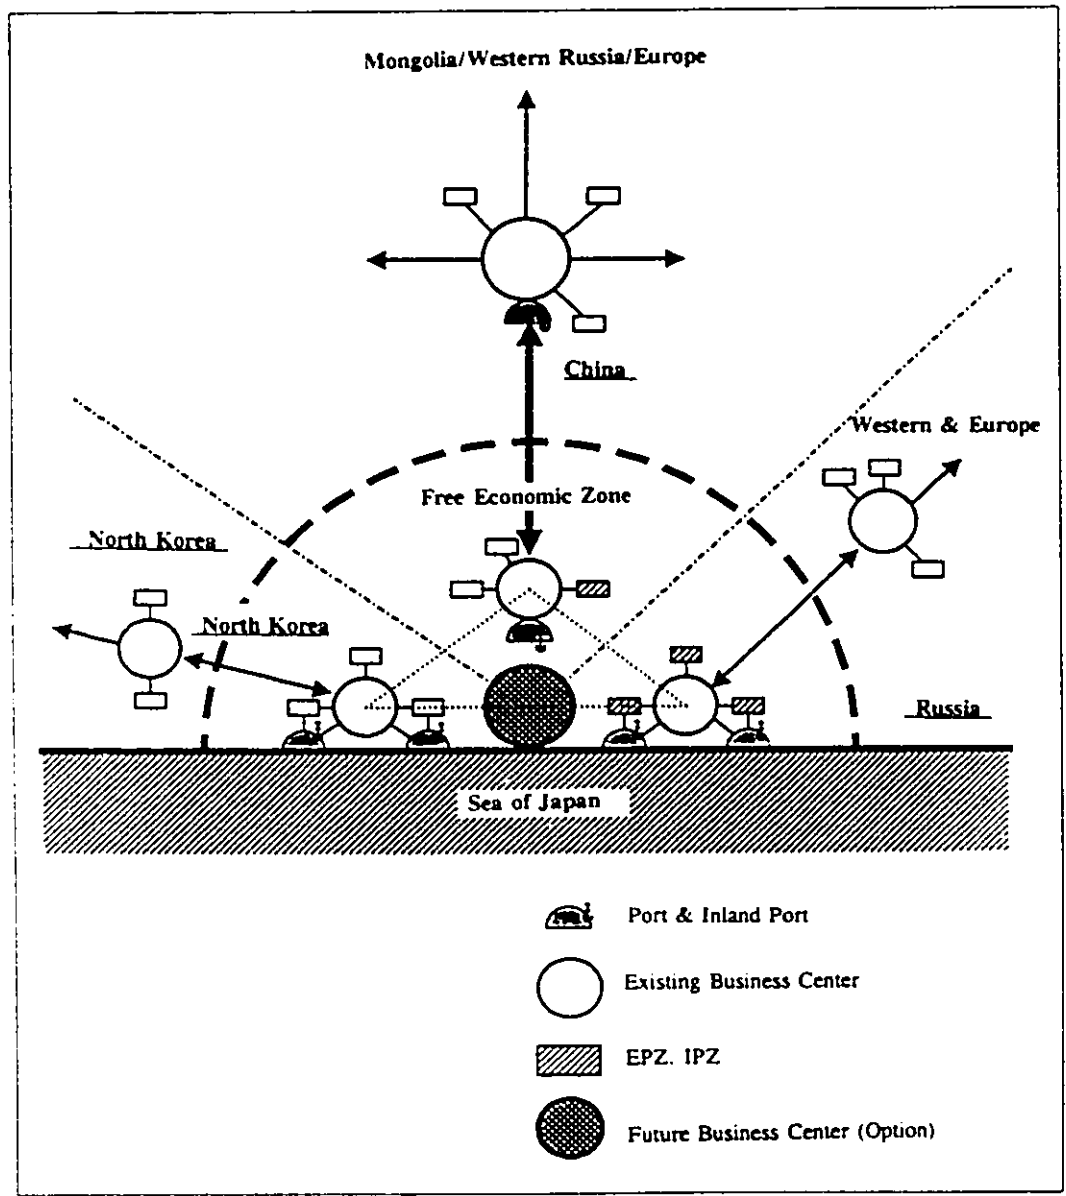 Mongolia/Western Russia/Europe
China
Western & Europe
Free Economic Zone
North Korea
North Korea
Russia
Sea of Japan
Port & Inland Port
Existing Business Center
EPZ. IPZ
Future Business Center (Option)